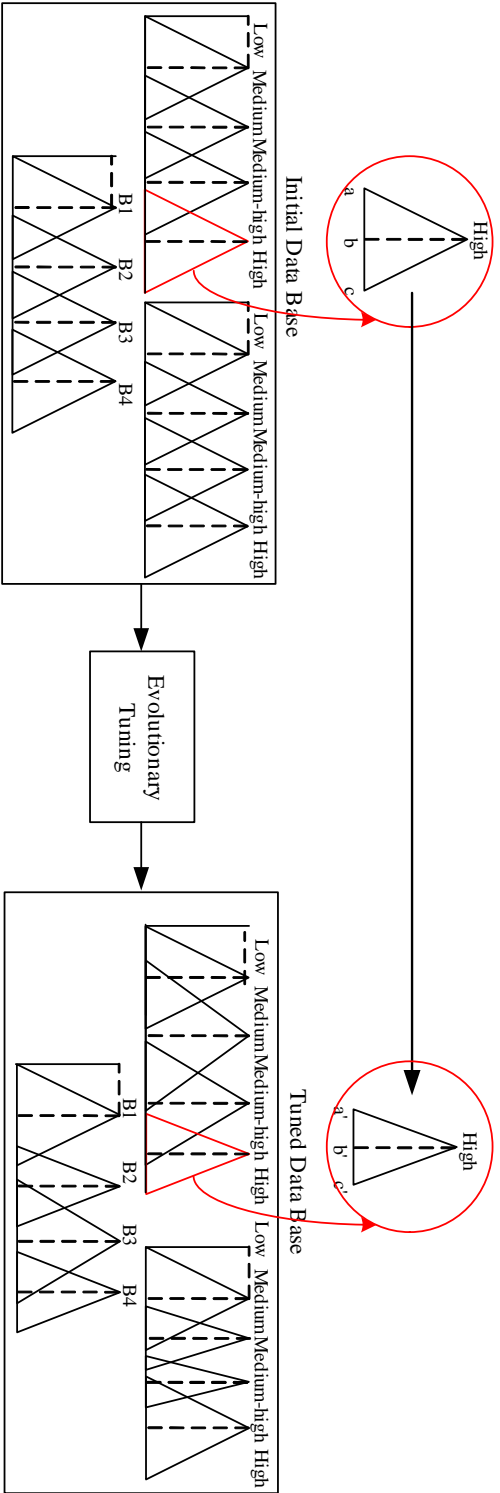 High
a b c
High
a' b' c'
Initial Data Base
Tuned Data Base
Low Medium Medium-high High
Low Medium Medium-high High
Low Medium Medium-high High
Low Medium Medium-high High
Evolutionary
Tuning
B1 B2 B3 B4
B1 B2 B3 B4